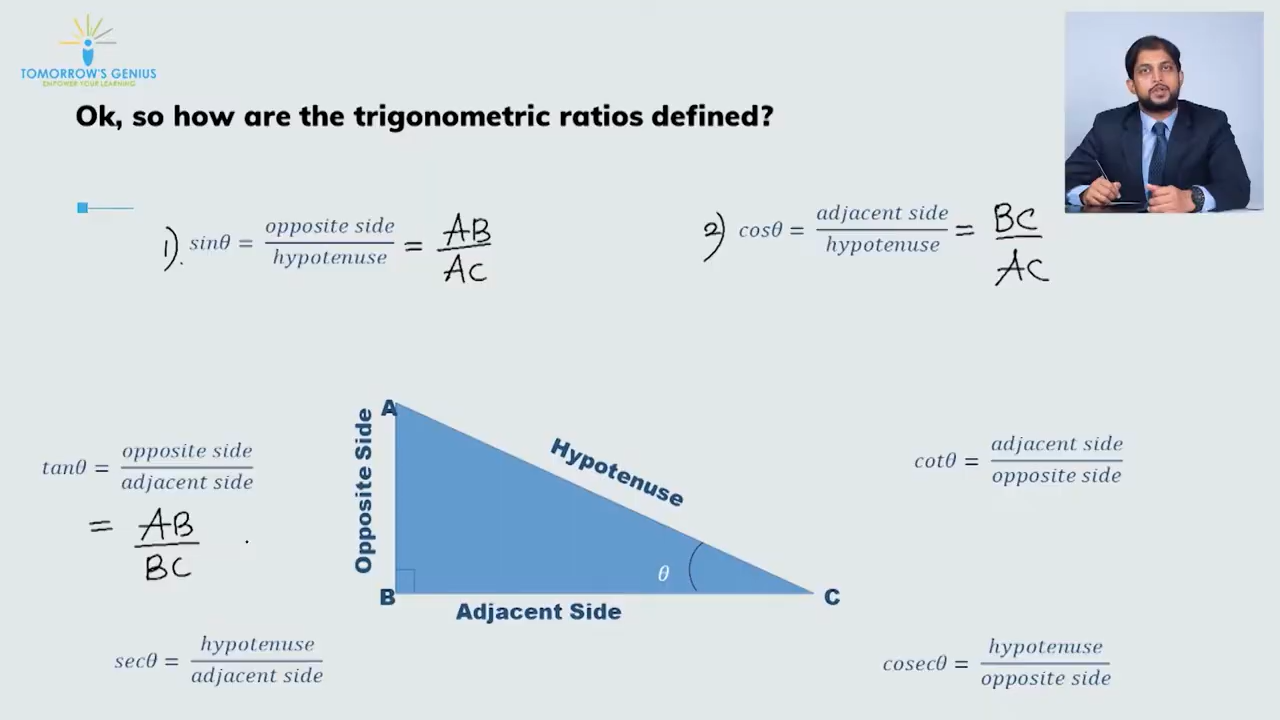 TOMORROW'S GENIUS
EMPOWER YOUR LEARNING
Ok, so how are the trigonometric ratios defined?
1). sinθ = opposite side / hypotenuse = AB / AC
2) cosθ = adjacent side / hypotenuse = BC / AC
tanθ = opposite side / adjacent side
= AB / BC
A
Opposite Side
Hypotenuse
θ
B
C
Adjacent Side
cotθ = adjacent side / opposite side
secθ = hypotenuse / adjacent side
cosecθ = hypotenuse / opposite side